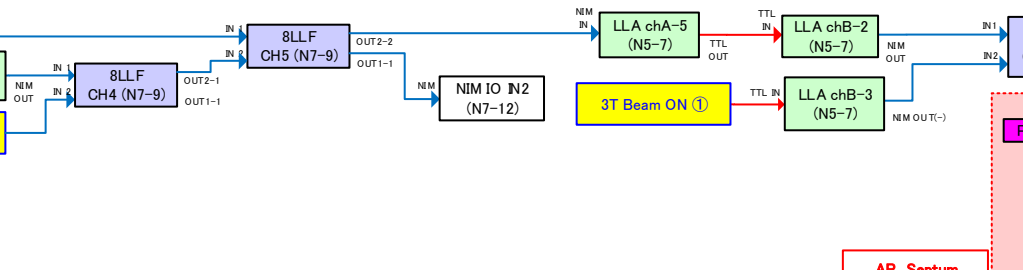 IN 1
IN 2
8LLF
CH5 (N7-9)
OUT2-2
OUT1-1
NIM
IN
LLA chA-5
(N5-7)
TTL
OUT
TTL
IN
LLA chB-2
(N5-7)
NIM
OUT
IN1
IN2
NIM
OUT
IN 1
IN 2
8LLF
CH4 (N7-9)
OUT2-1
OUT1-1
NIM
NIM IO IN2
(N7-12)
3T Beam ON ①
TTL IN
LLA chB-3
(N5-7)
NIM OUT(-)
AR Septum